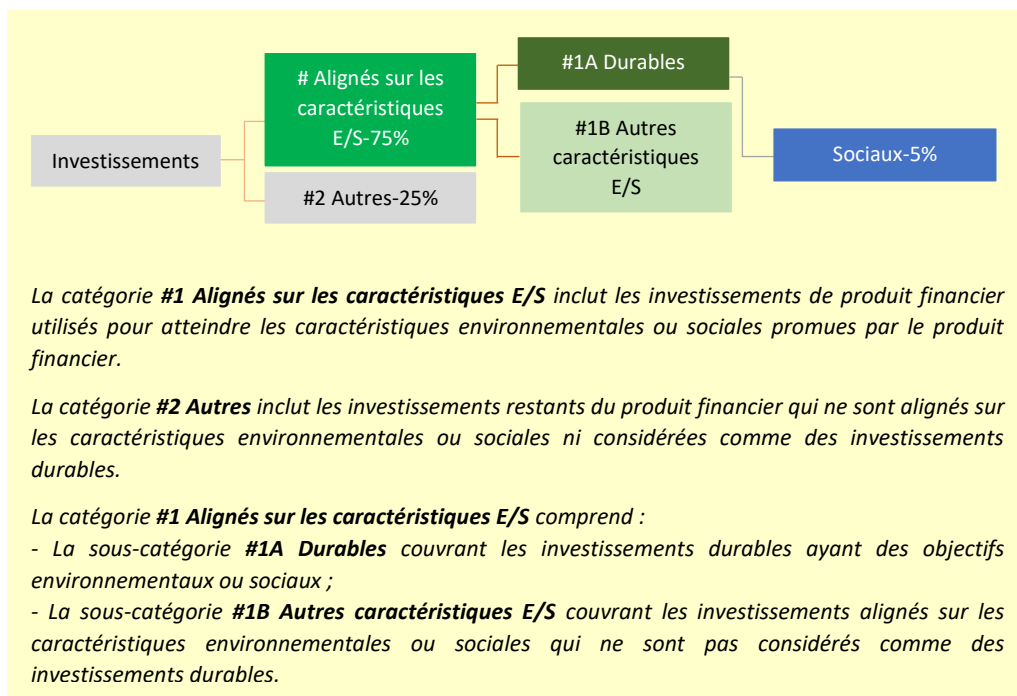 Investissements
# Alignés sur les
caractéristiques
E/S-75%
#2 Autres-25%
#1A Durables
#1B Autres
caractéristiques
E/S
Sociaux-5%
La catégorie #1 Alignés sur les caractéristiques E/S inclut les investissements de produit financier
utilisés pour atteindre les caractéristiques environnementales ou sociales promues par le produit
financier.
La catégorie #2 Autres inclut les investissements restants du produit financier qui ne sont alignés sur
les caractéristiques environnementales ou sociales ni considérées comme des investissements
durables.
La catégorie #1 Alignés sur les caractéristiques E/S comprend :
- La sous-catégorie #1A Durables couvrant les investissements durables ayant des objectifs
environnementaux ou sociaux ;
- La sous-catégorie #1B Autres caractéristiques E/S couvrant les investissements alignés sur les
caractéristiques environnementales ou sociales qui ne sont pas considérés comme des
investissements durables.